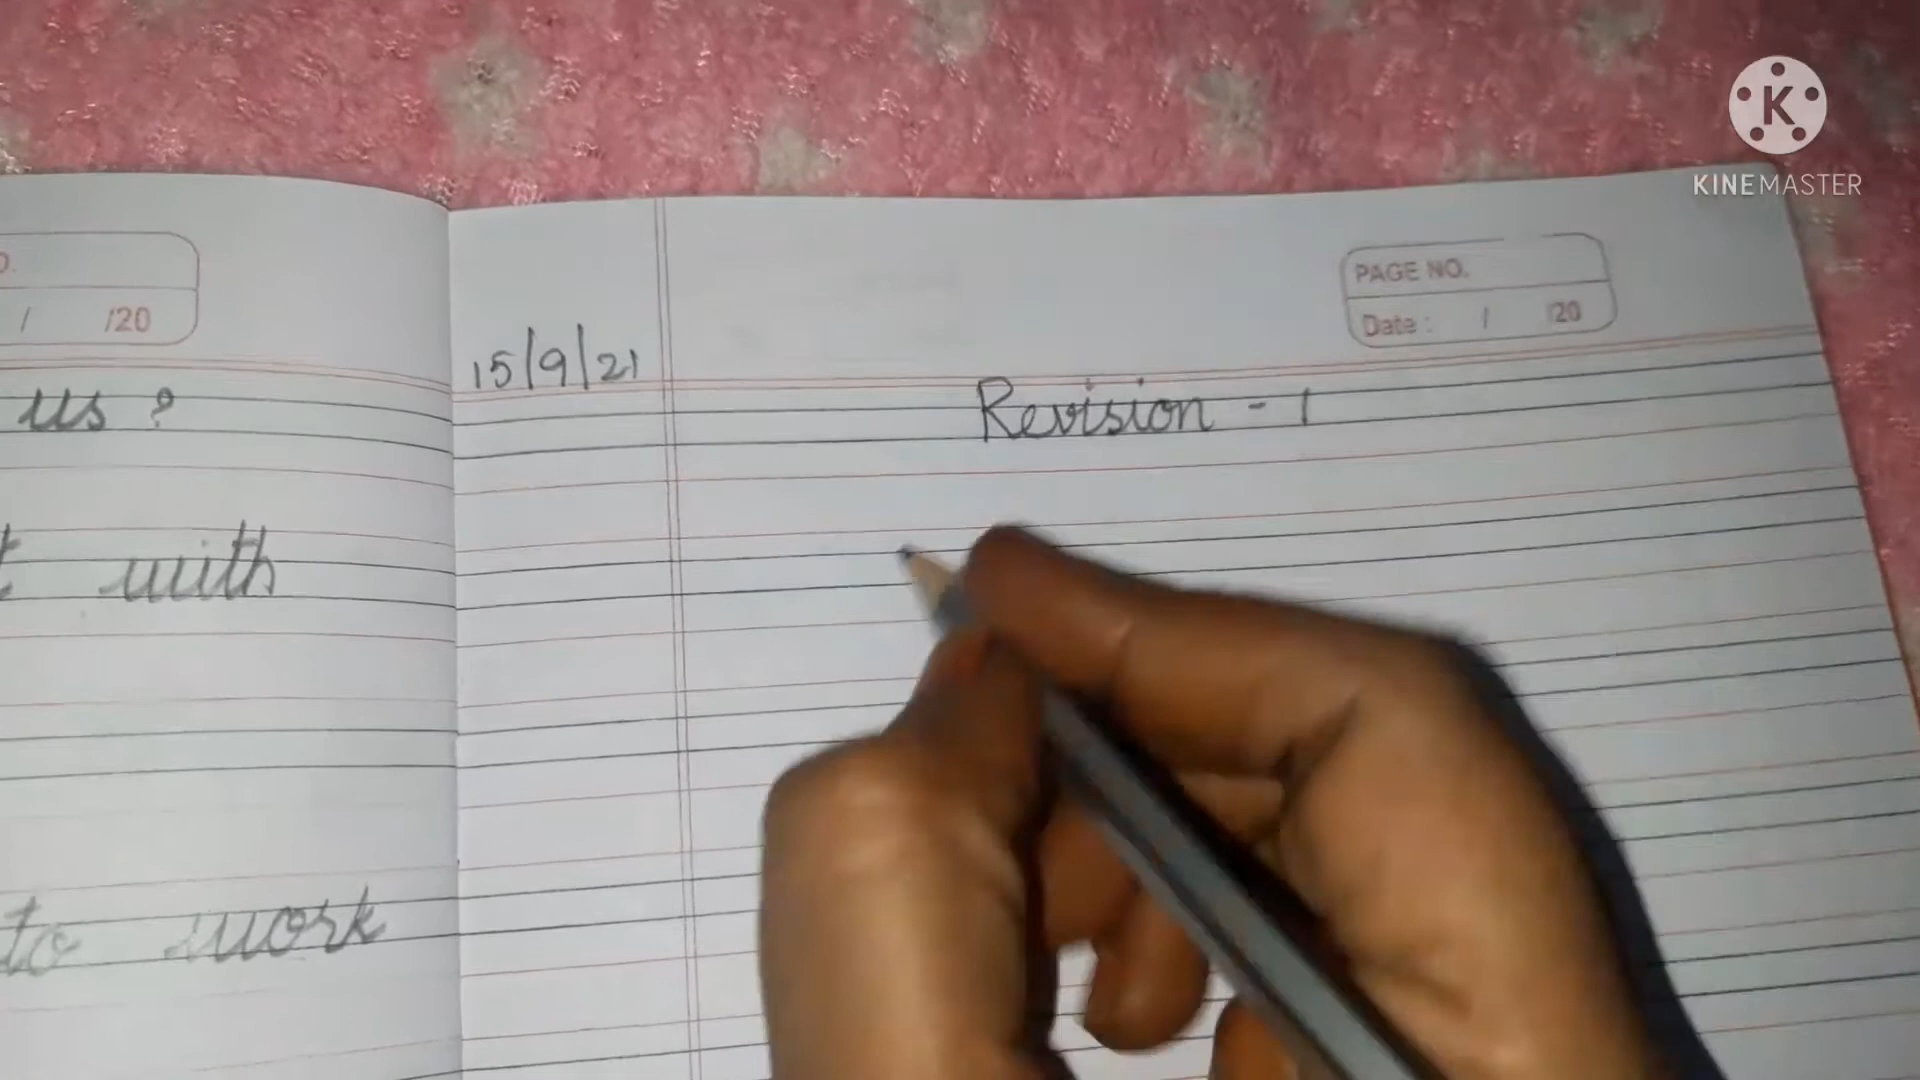 / /20
us ?
with
to work
15/9/21
PAGE NO.
Date : / /20
Revision - 1
K
KINEMASTER